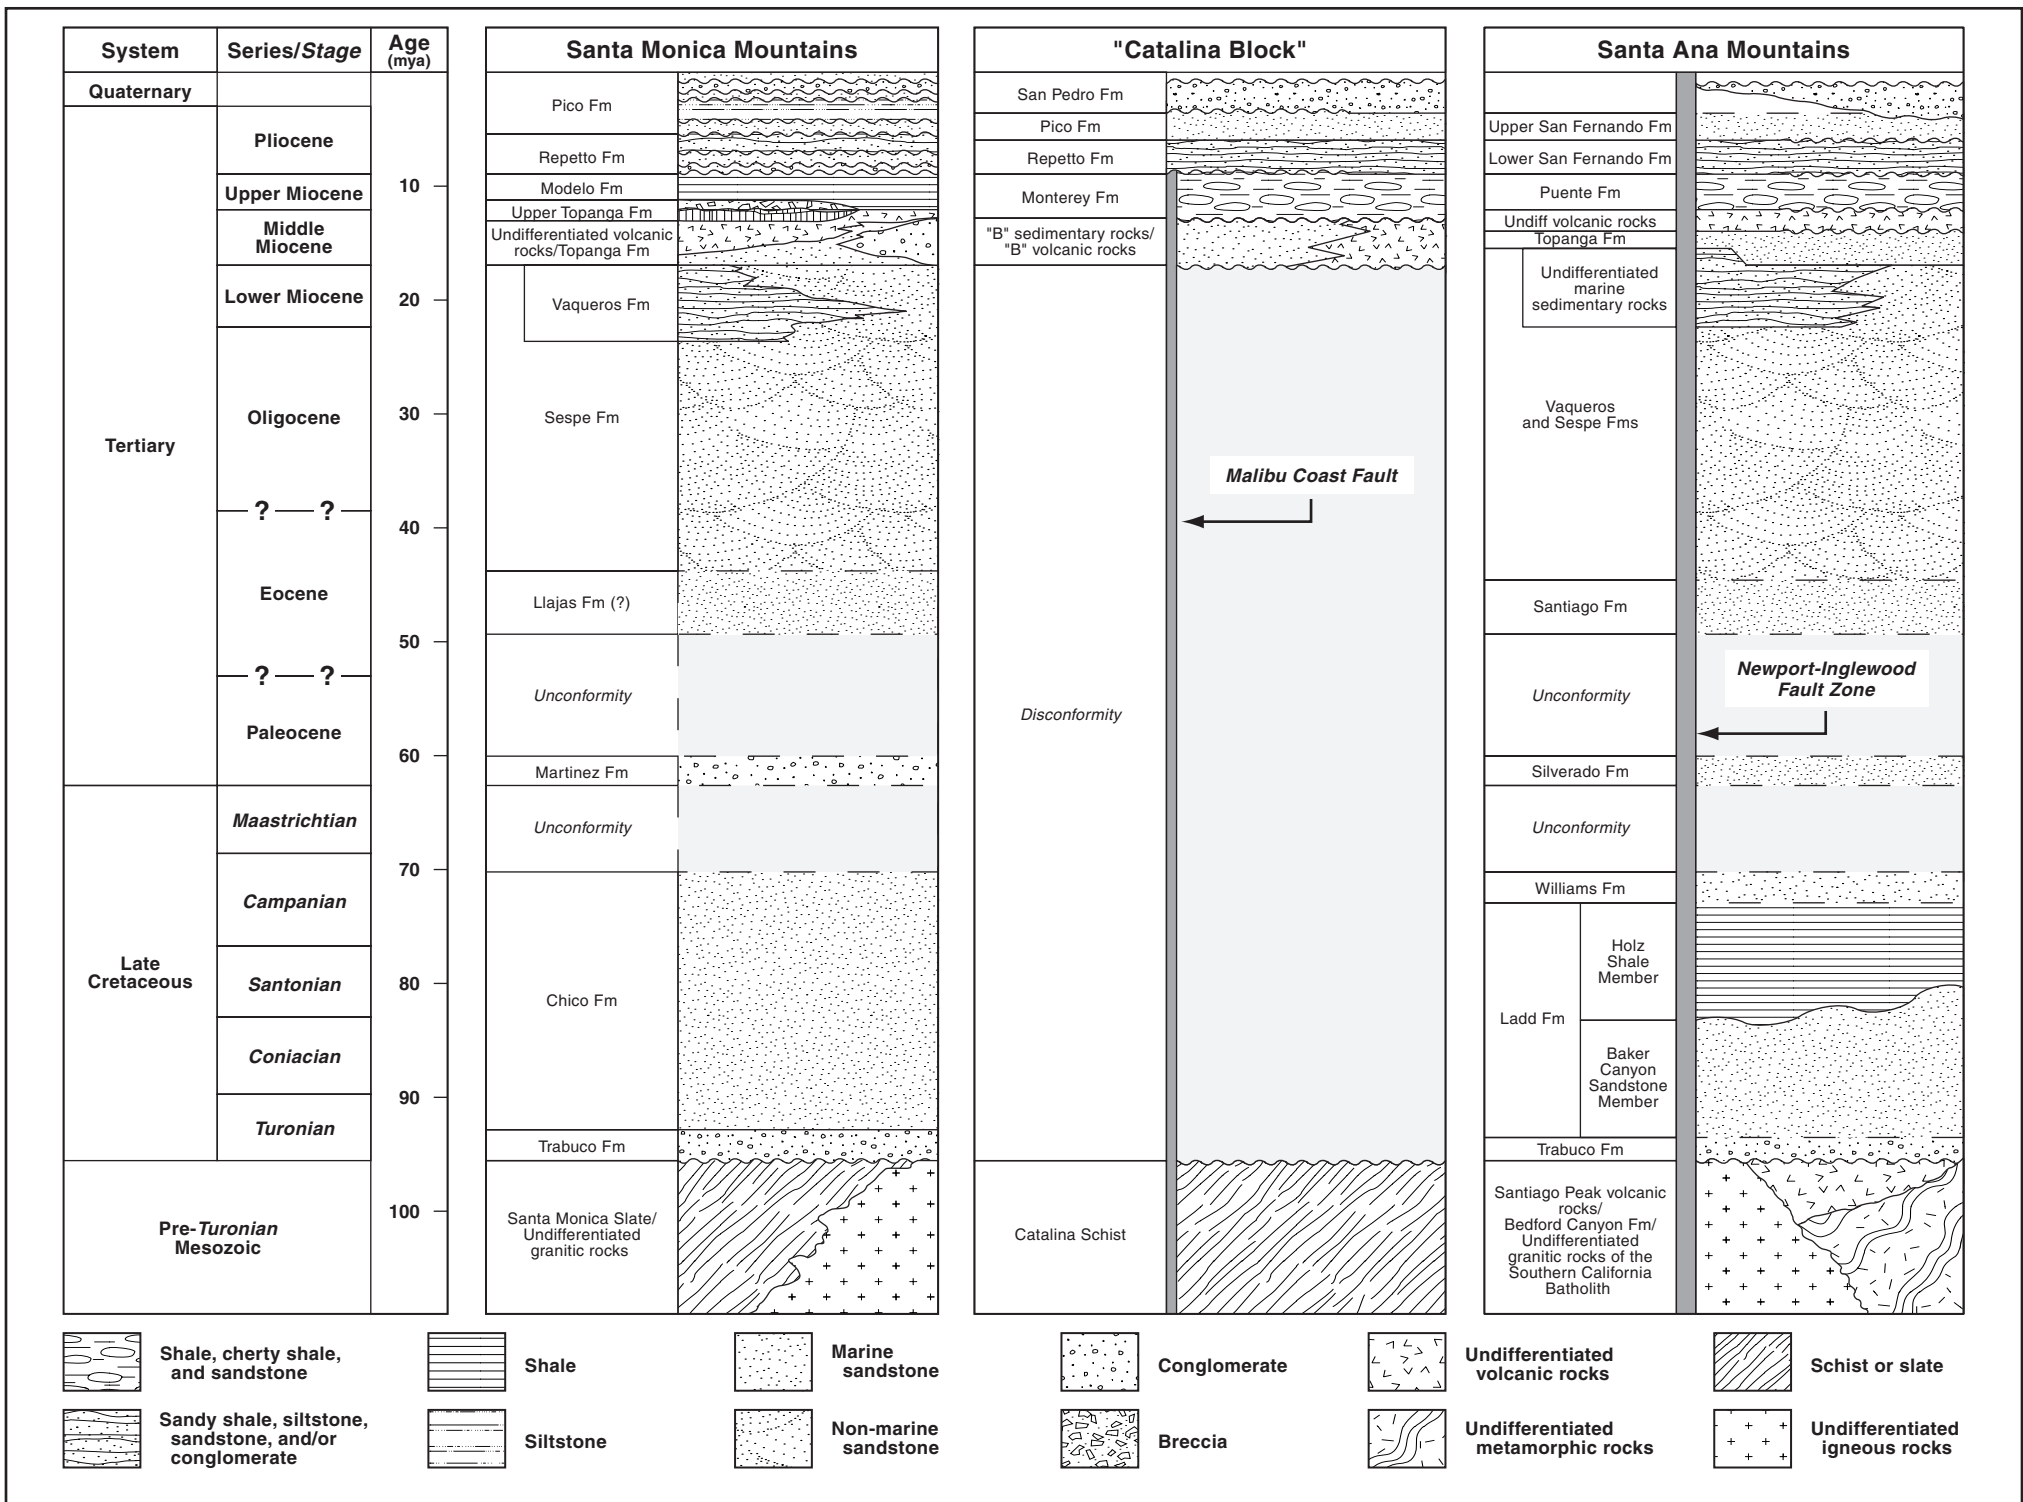 System
Series/Stage
Age
(mya)
Quaternary
Tertiary
Late
Cretaceous
Pre-Turonian
Mesozoic
Pliocene
Upper Miocene
Middle
Miocene
Lower Miocene
Oligocene
? ?
Eocene
? ?
Paleocene
Maastrichtian
Campanian
Santonian
Coniacian
Turonian
10
20
30
40
50
60
70
80
90
100
Santa Monica Mountains
Pico Fm
Repetto Fm
Modelo Fm
Upper Topanga Fm
Undifferentiated volcanic
rocks/Topanga Fm
Vaqueros Fm
Sespe Fm
Llajas Fm (?)
Unconformity
Martinez Fm
Unconformity
Chico Fm
Trabuco Fm
Santa Monica Slate/
Undifferentiated
granitic rocks
"Catalina Block"
San Pedro Fm
Pico Fm
Repetto Fm
Monterey Fm
"B" sedimentary rocks/
"B" volcanic rocks
Malibu Coast Fault
Disconformity
Catalina Schist
Santa Ana Mountains
Upper San Fernando Fm
Lower San Fernando Fm
Puente Fm
Undiff volcanic rocks
Topanga Fm
Undifferentiated
marine
sedimentary rocks
Vaqueros
and Sespe Fms
Santiago Fm
Newport-Inglewood
Fault Zone
Unconformity
Silverado Fm
Unconformity
Williams Fm
Ladd Fm
Holz
Shale
Member
Baker
Canyon
Sandstone
Member
Trabuco Fm
Santiago Peak volcanic
rocks/
Bedford Canyon Fm/
Undifferentiated
granitic rocks of the
Southern California
Batholith
Shale, cherty shale,
and sandstone
Shale
Marine
sandstone
Conglomerate
Undifferentiated
volcanic rocks
Schist or slate
Sandy shale, siltstone,
sandstone, and/or
conglomerate
Siltstone
Non-marine
sandstone
Breccia
Undifferentiated
metamorphic rocks
Undifferentiated
igneous rocks